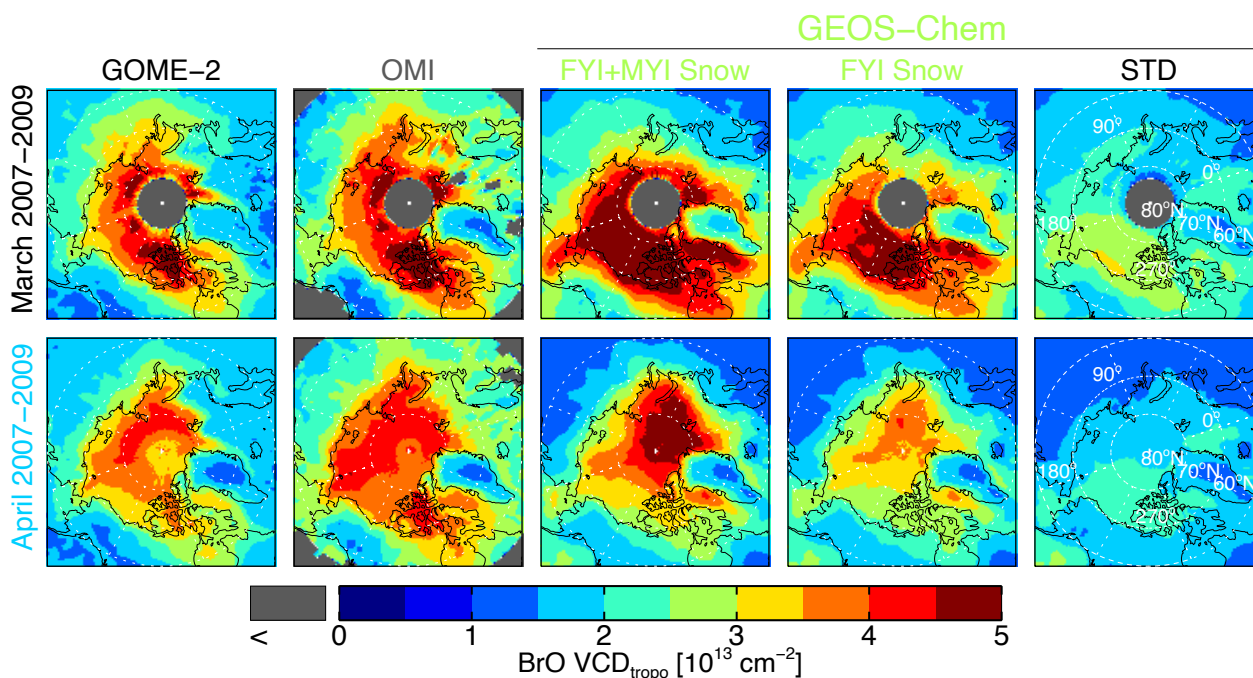 GEOS–Chem
GOME–2 OMI FYI+MYI Snow FYI Snow STD
March 2007–2009
90° 0° 180° 80°N 70°N 60°N 270°
April 2007–2009
90° 0° 180° 80°N 70°N 60°N 270°
< 0 1 2 3 4 5
BrO VCD_tropo [10^13 cm^-2]